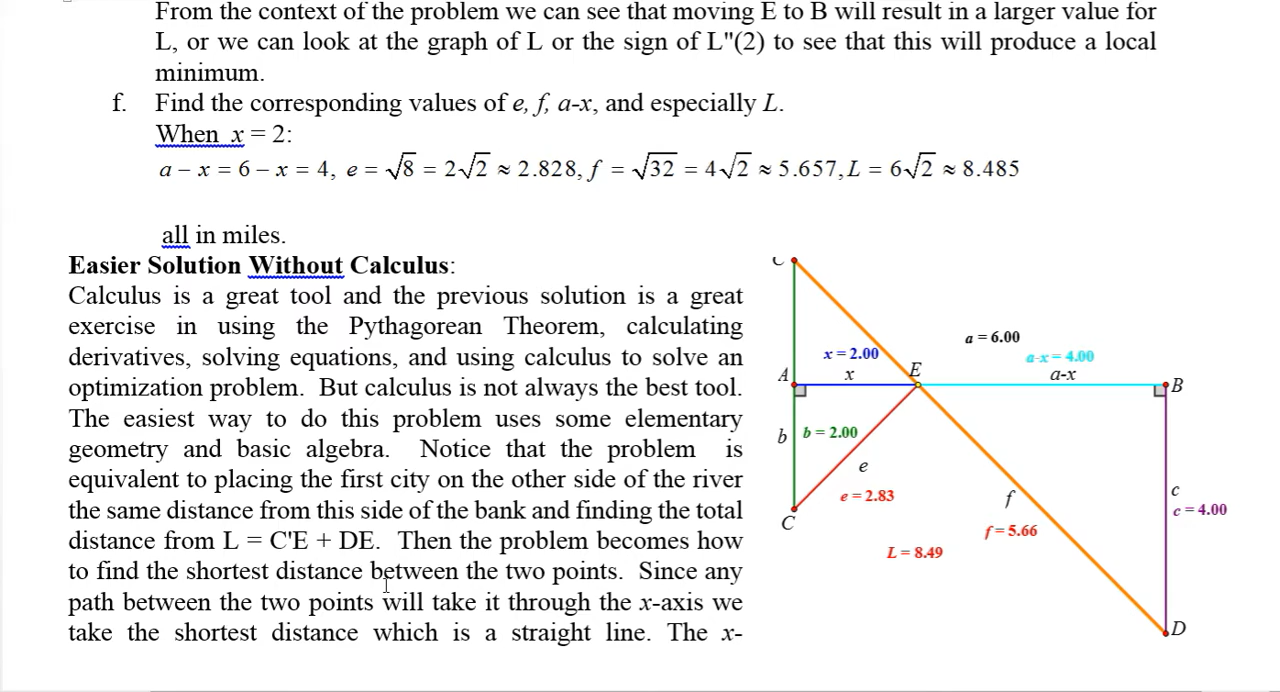 From the context of the problem we can see that moving E to B will result in a larger value for
L, or we can look at the graph of L or the sign of L"(2) to see that this will produce a local
minimum.
f. Find the corresponding values of e, f, a-x, and especially L.
When x = 2:
a − x = 6 − x = 4, e = √8 = 2√2 ≈ 2.828, f = √32 = 4√2 ≈ 5.657, L = 6√2 ≈ 8.485
all in miles.
Easier Solution Without Calculus:
Calculus is a great tool and the previous solution is a great
exercise in using the Pythagorean Theorem, calculating
derivatives, solving equations, and using calculus to solve an
optimization problem. But calculus is not always the best tool.
The easiest way to do this problem uses some elementary
geometry and basic algebra. Notice that the problem is
equivalent to placing the first city on the other side of the river
the same distance from this side of the bank and finding the total
distance from L = C'E + DE. Then the problem becomes how
to find the shortest distance between the two points. Since any
path between the two points will take it through the x-axis we
take the shortest distance which is a straight line. The x-
a = 6.00
x = 2.00
a-x = 4.00
A
x
E
a-x
B
b
b = 2.00
e
e = 2.83
f
c
c = 4.00
C
f = 5.66
L = 8.49
D